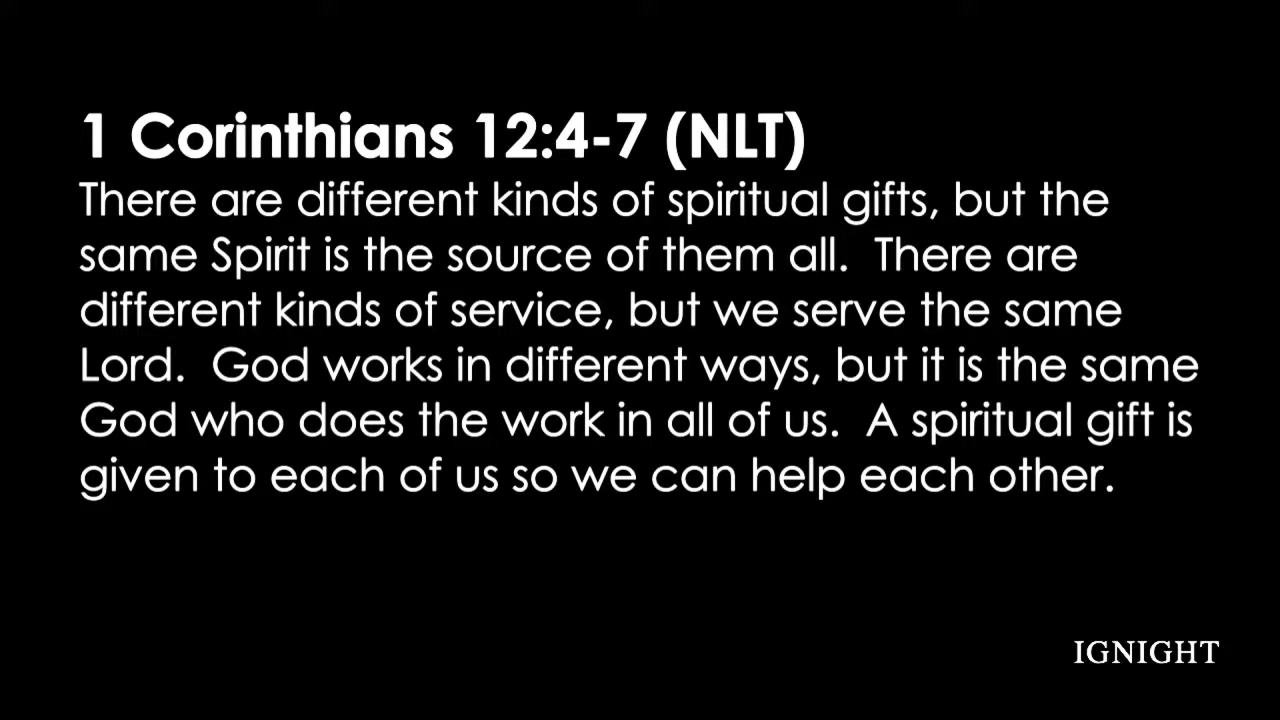 1 Corinthians 12:4-7 (NLT)
There are different kinds of spiritual gifts, but the
same Spirit is the source of them all.  There are
different kinds of service, but we serve the same
Lord.  God works in different ways, but it is the same
God who does the work in all of us.  A spiritual gift is
given to each of us so we can help each other.
IGNIGHT